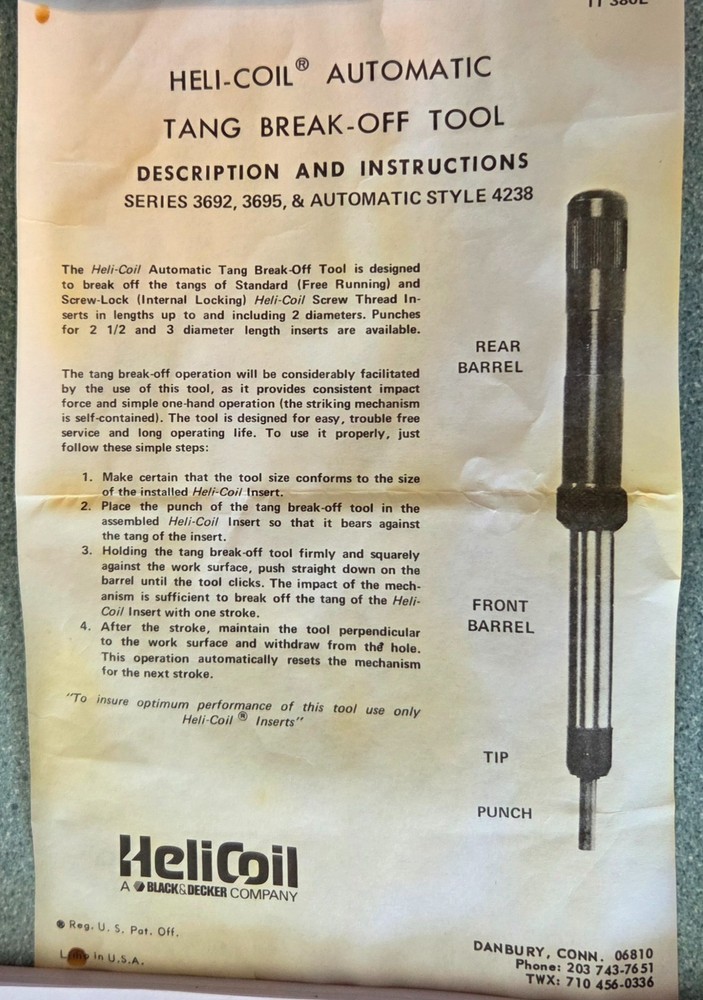 HELI-COIL® AUTOMATIC
TANG BREAK-OFF TOOL
DESCRIPTION AND INSTRUCTIONS
SERIES 3692, 3695, & AUTOMATIC STYLE 4238
The Heli-Coil Automatic Tang Break-Off Tool is designed
to break off the tangs of Standard (Free Running) and
Screw-Lock (Internal Locking) Heli-Coil Screw Thread In-
serts in lengths up to and including 2 diameters. Punches
for 2 1/2 and 3 diameter length inserts are available.
The tang break-off operation will be considerably facilitated
by the use of this tool, as it provides consistent impact
force and simple one-hand operation (the striking mechanism
is self-contained). The tool is designed for easy, trouble free
service and long operating life. To use it properly, just
follow these simple steps:
1. Make certain that the tool size conforms to the size
of the installed Heli-Coil Insert.
2. Place the punch of the tang break-off tool in the
assembled Heli-Coil Insert so that it bears against
the tang of the insert.
3. Holding the tang break-off tool firmly and squarely
against the work surface, push straight down on the
barrel until the tool clicks. The impact of the mech-
anism is sufficient to break off the tang of the Heli-
Coil Insert with one stroke.
4. After the stroke, maintain the tool perpendicular
to the work surface and withdraw from the hole.
This operation automatically resets the mechanism
for the next stroke.
"To insure optimum performance of this tool use only
Heli-Coil® Inserts"
REAR
BARREL
FRONT
BARREL
TIP
PUNCH
HeliCoil
A BLACK&DECKER COMPANY
® Reg. U. S. Pat. Off.
in U.S.A.
DANBURY, CONN. 06810
Phone: 203 743-7651
TWX: 710 456-0336